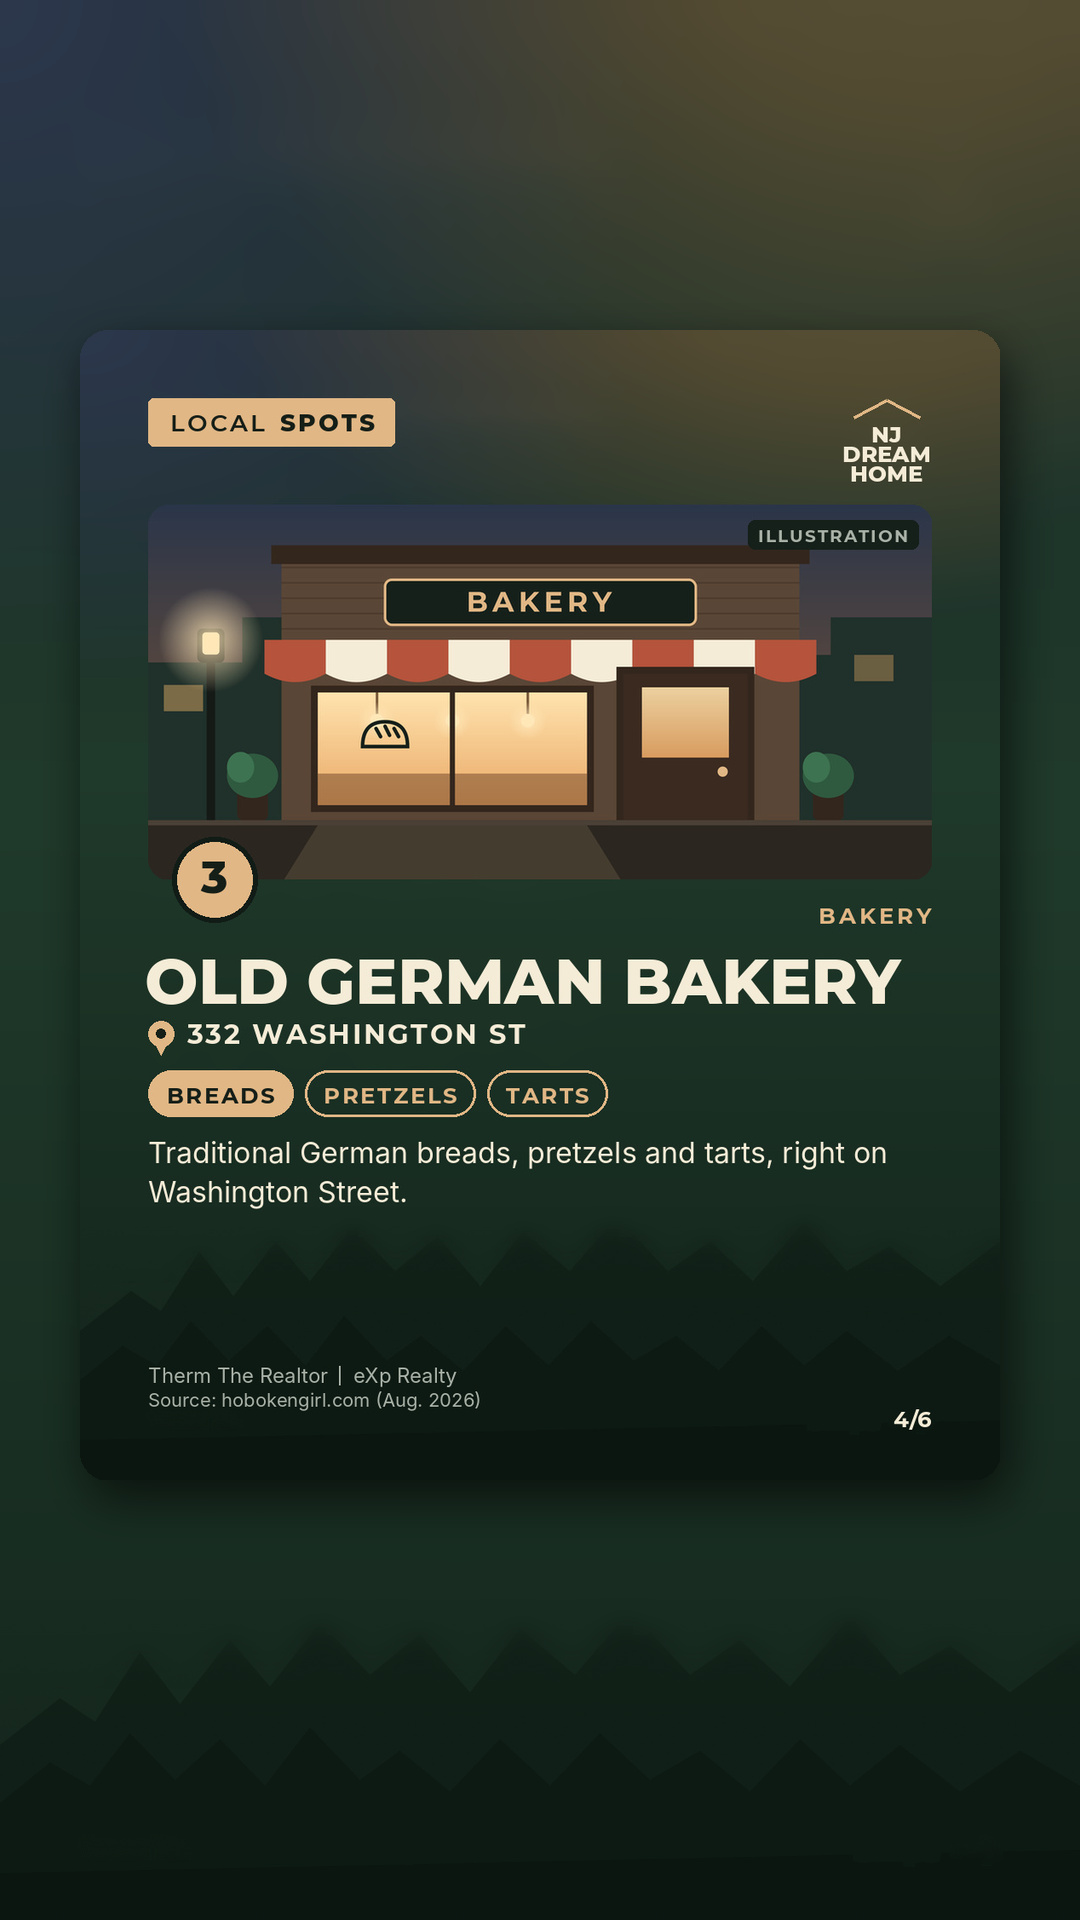 LOCAL SPOTS
NJ
DREAM
HOME
ILLUSTRATION
BAKERY
3
BAKERY
OLD GERMAN BAKERY
332 WASHINGTON ST
BREADS PRETZELS TARTS
Traditional German breads, pretzels and tarts, right on
Washington Street.
Therm The Realtor | eXp Realty
Source: hobokengirl.com (Aug. 2026)
4/6